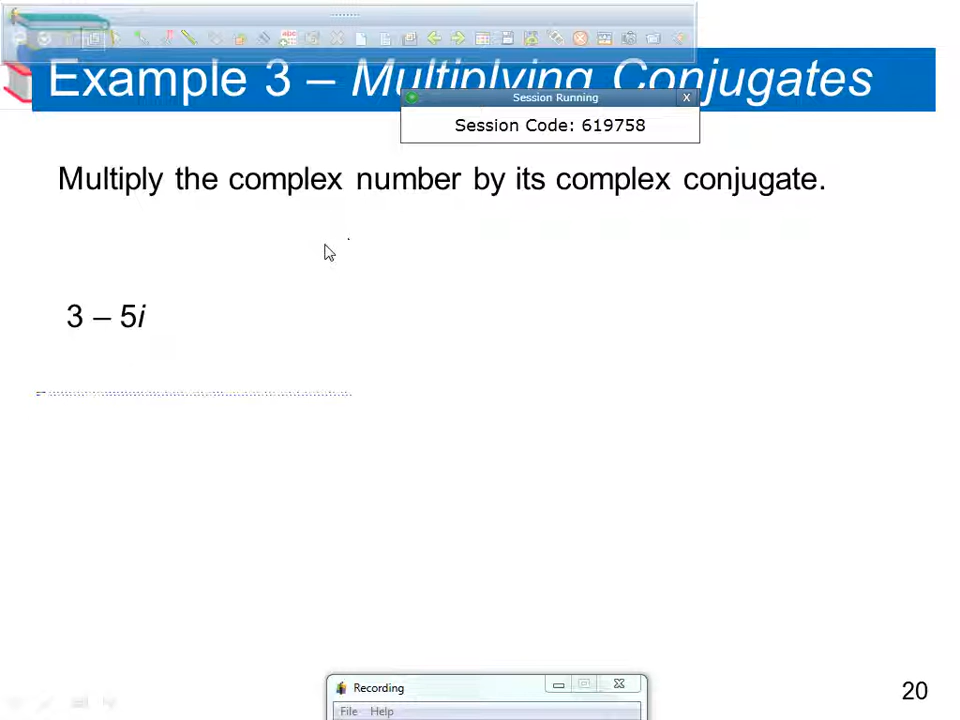 Example 3 – Multiplying Conjugates
Session Running
X
Session Code: 619758
Multiply the complex number by its complex conjugate.
3 – 5i
Recording
File Help
20